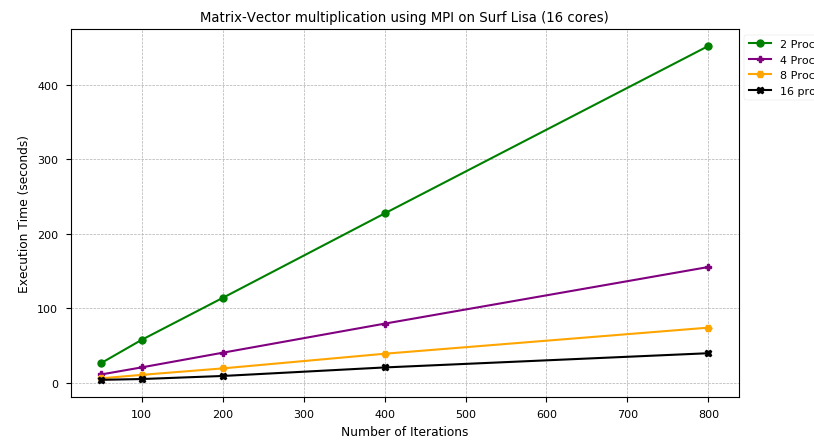 Matrix-Vector multiplication using MPI on Surf Lisa (16 cores)
2 Proc
4 Proc
8 Proc
16 pro
Execution Time (seconds)
400
300
200
100
0
100 200 300 400 500 600 700 800
Number of Iterations